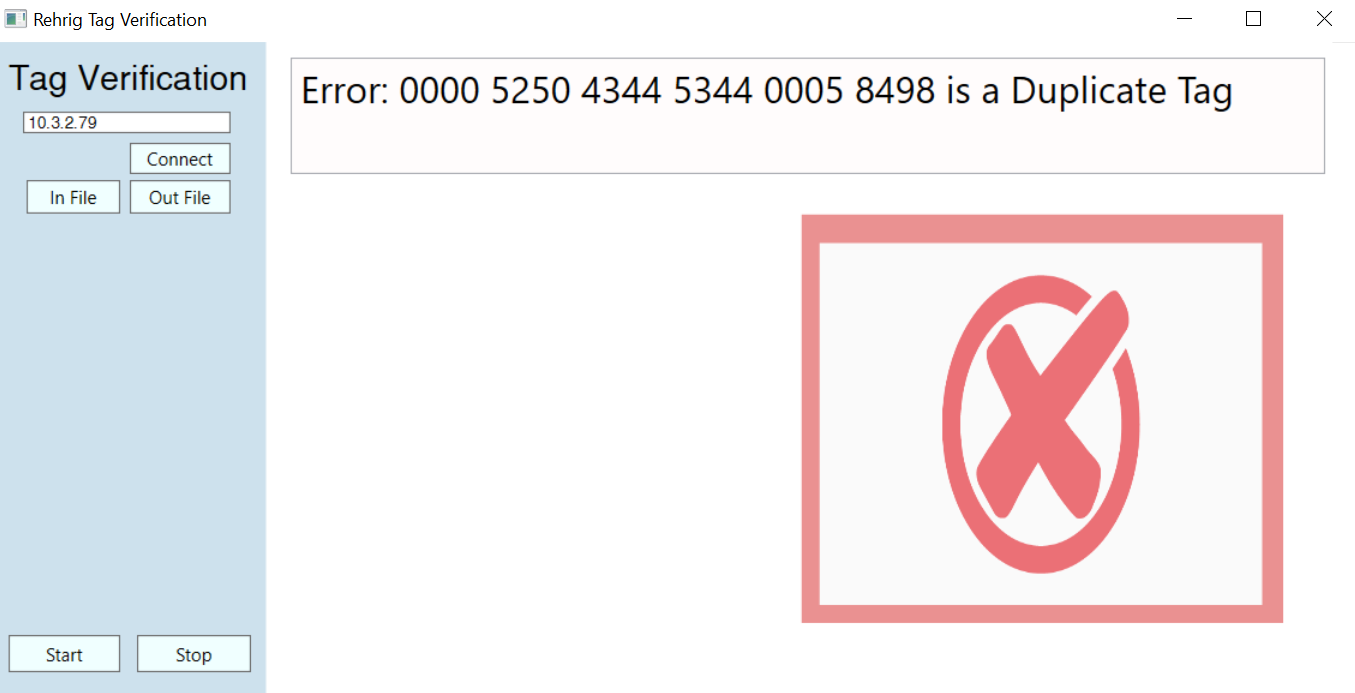 Rehrig Tag Verification
Tag Verification
10.3.2.79
Connect
In File
Out File
Start
Stop
Error: 0000 5250 4344 5344 0005 8498 is a Duplicate Tag